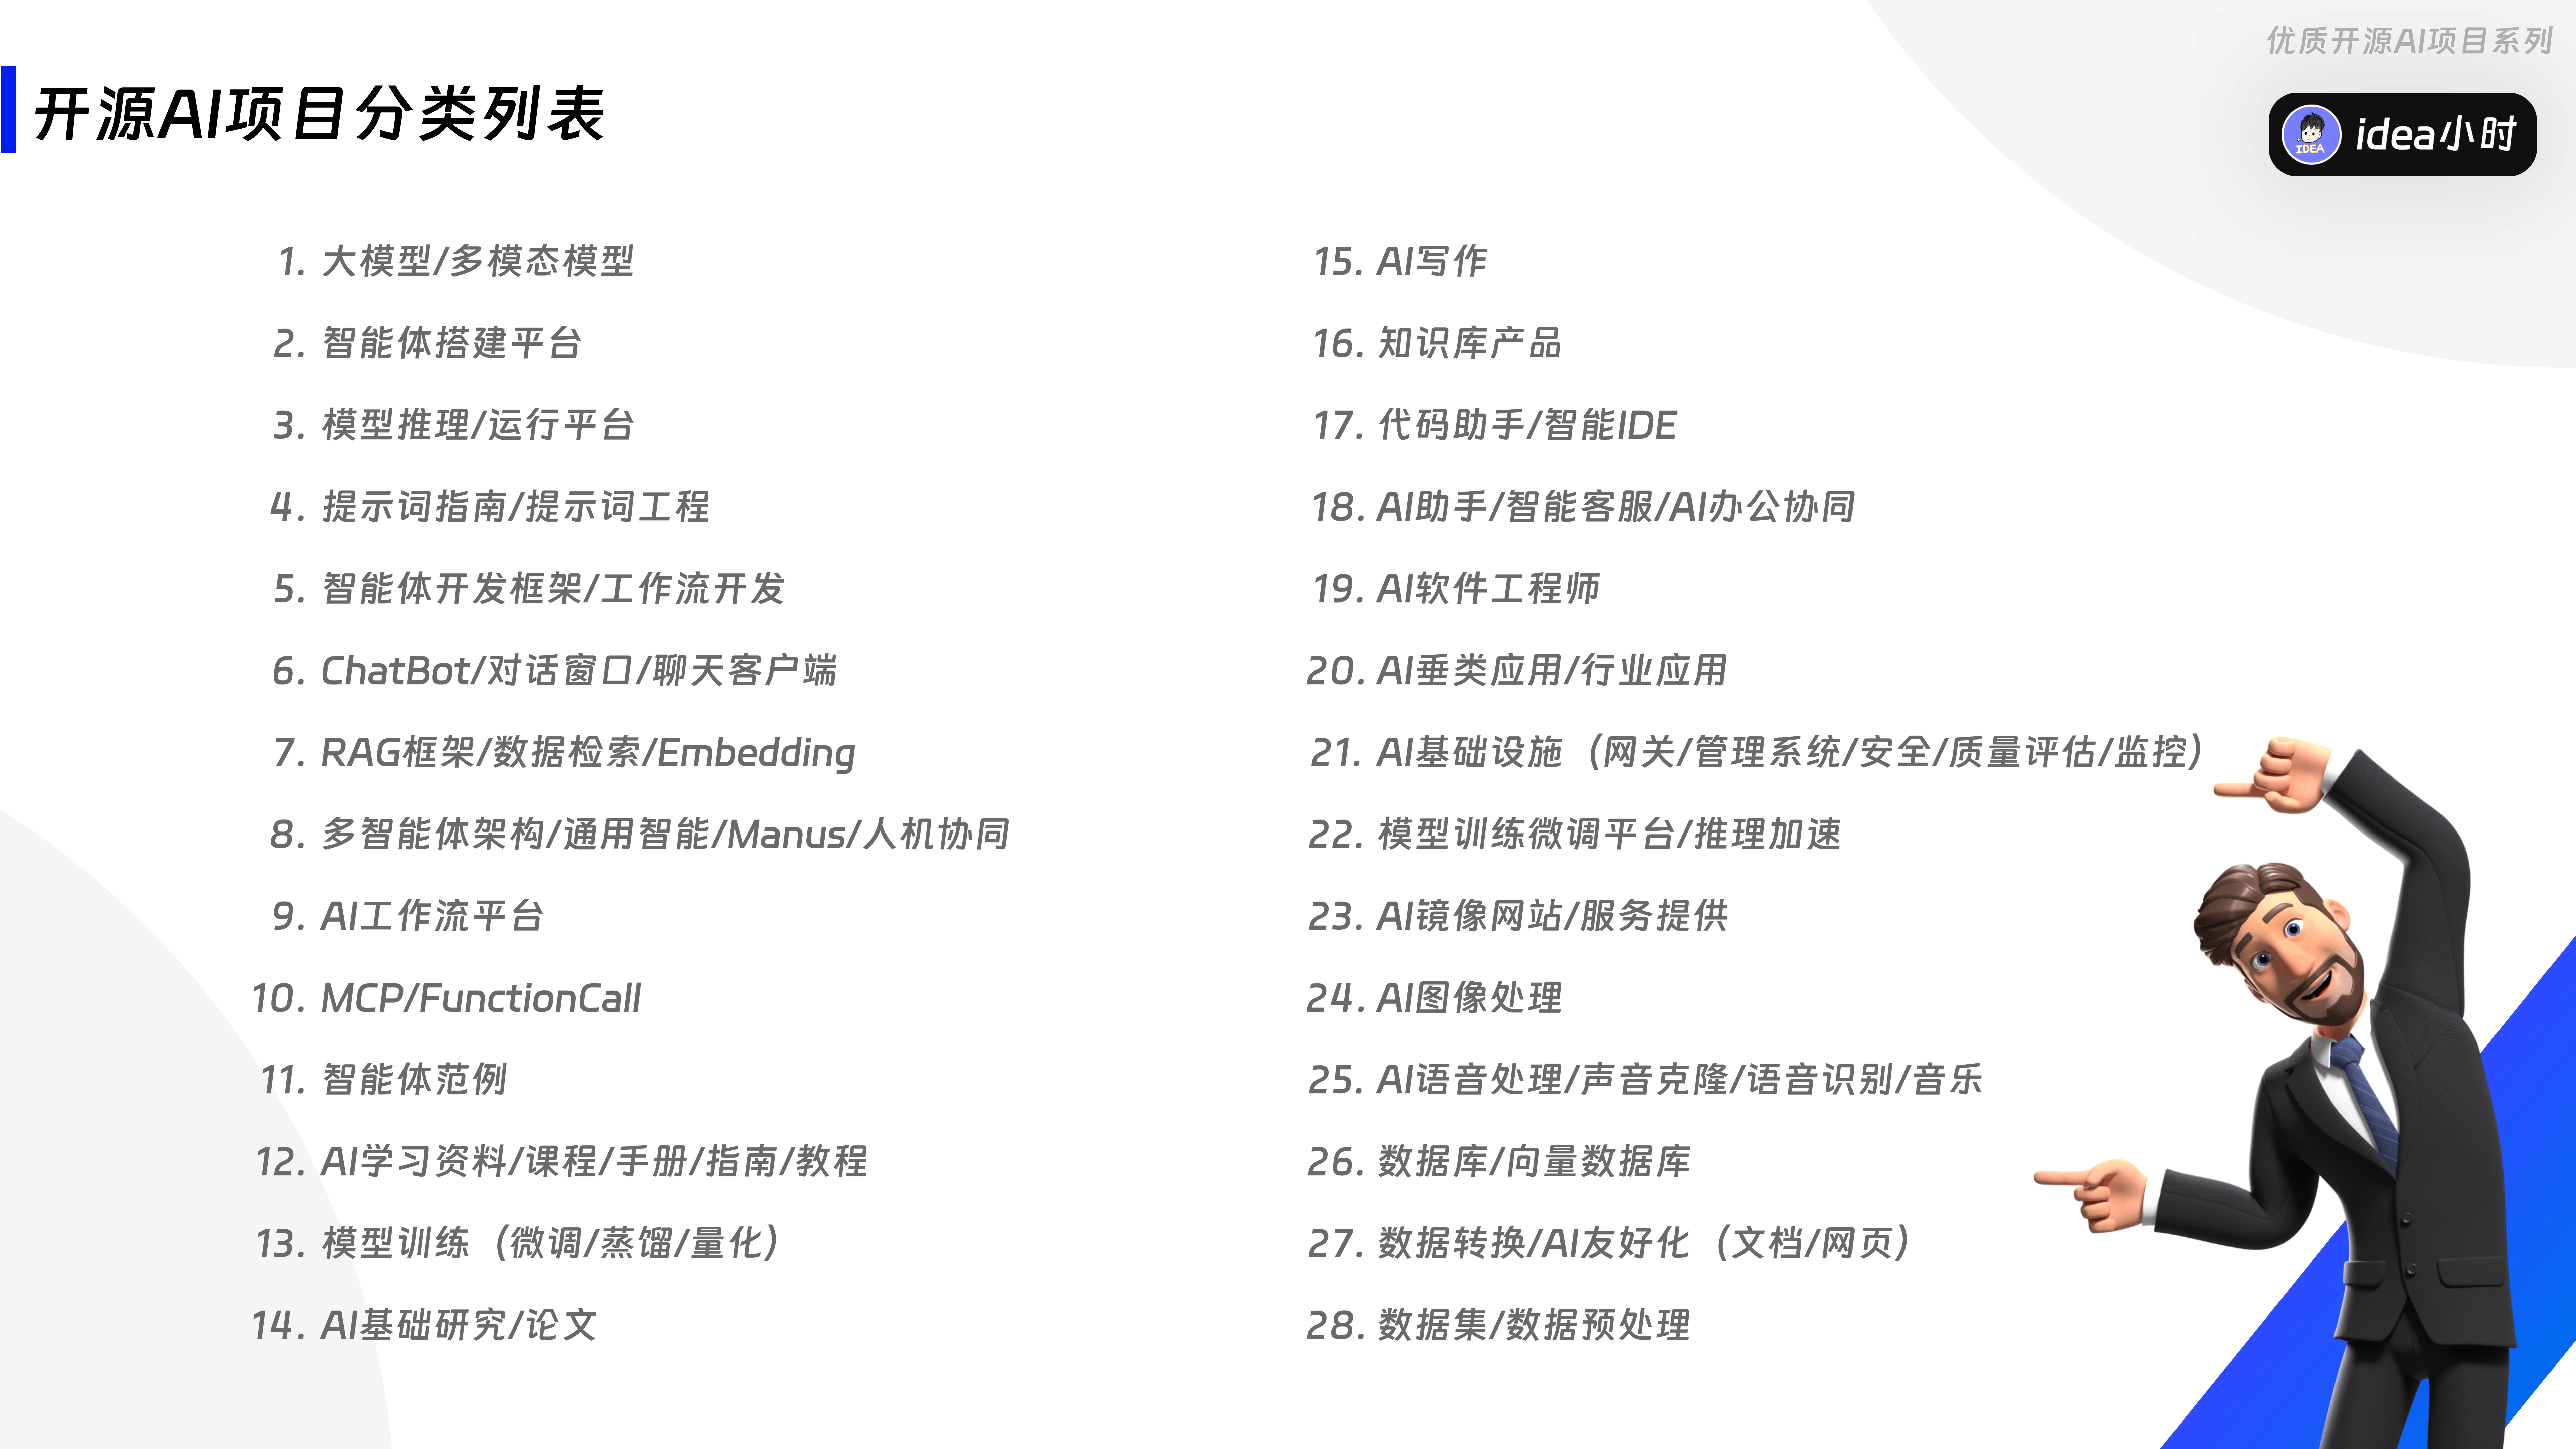 优质开源AI项目系列
开源AI项目分类列表
IDEA
idea小时
1. 大模型/多模态模型
2. 智能体搭建平台
3. 模型推理/运行平台
4. 提示词指南/提示词工程
5. 智能体开发框架/工作流开发
6. ChatBot/对话窗口/聊天客户端
7. RAG框架/数据检索/Embedding
8. 多智能体架构/通用智能/Manus/人机协同
9. AI工作流平台
10. MCP/FunctionCall
11. 智能体范例
12. AI学习资料/课程/手册/指南/教程
13. 模型训练（微调/蒸馏/量化）
14. AI基础研究/论文
15. AI写作
16. 知识库产品
17. 代码助手/智能IDE
18. AI助手/智能客服/AI办公协同
19. AI软件工程师
20. AI垂类应用/行业应用
21. AI基础设施（网关/管理系统/安全/质量评估/监控）
22. 模型训练微调平台/推理加速
23. AI镜像网站/服务提供
24. AI图像处理
25. AI语音处理/声音克隆/语音识别/音乐
26. 数据库/向量数据库
27. 数据转换/AI友好化（文档/网页）
28. 数据集/数据预处理